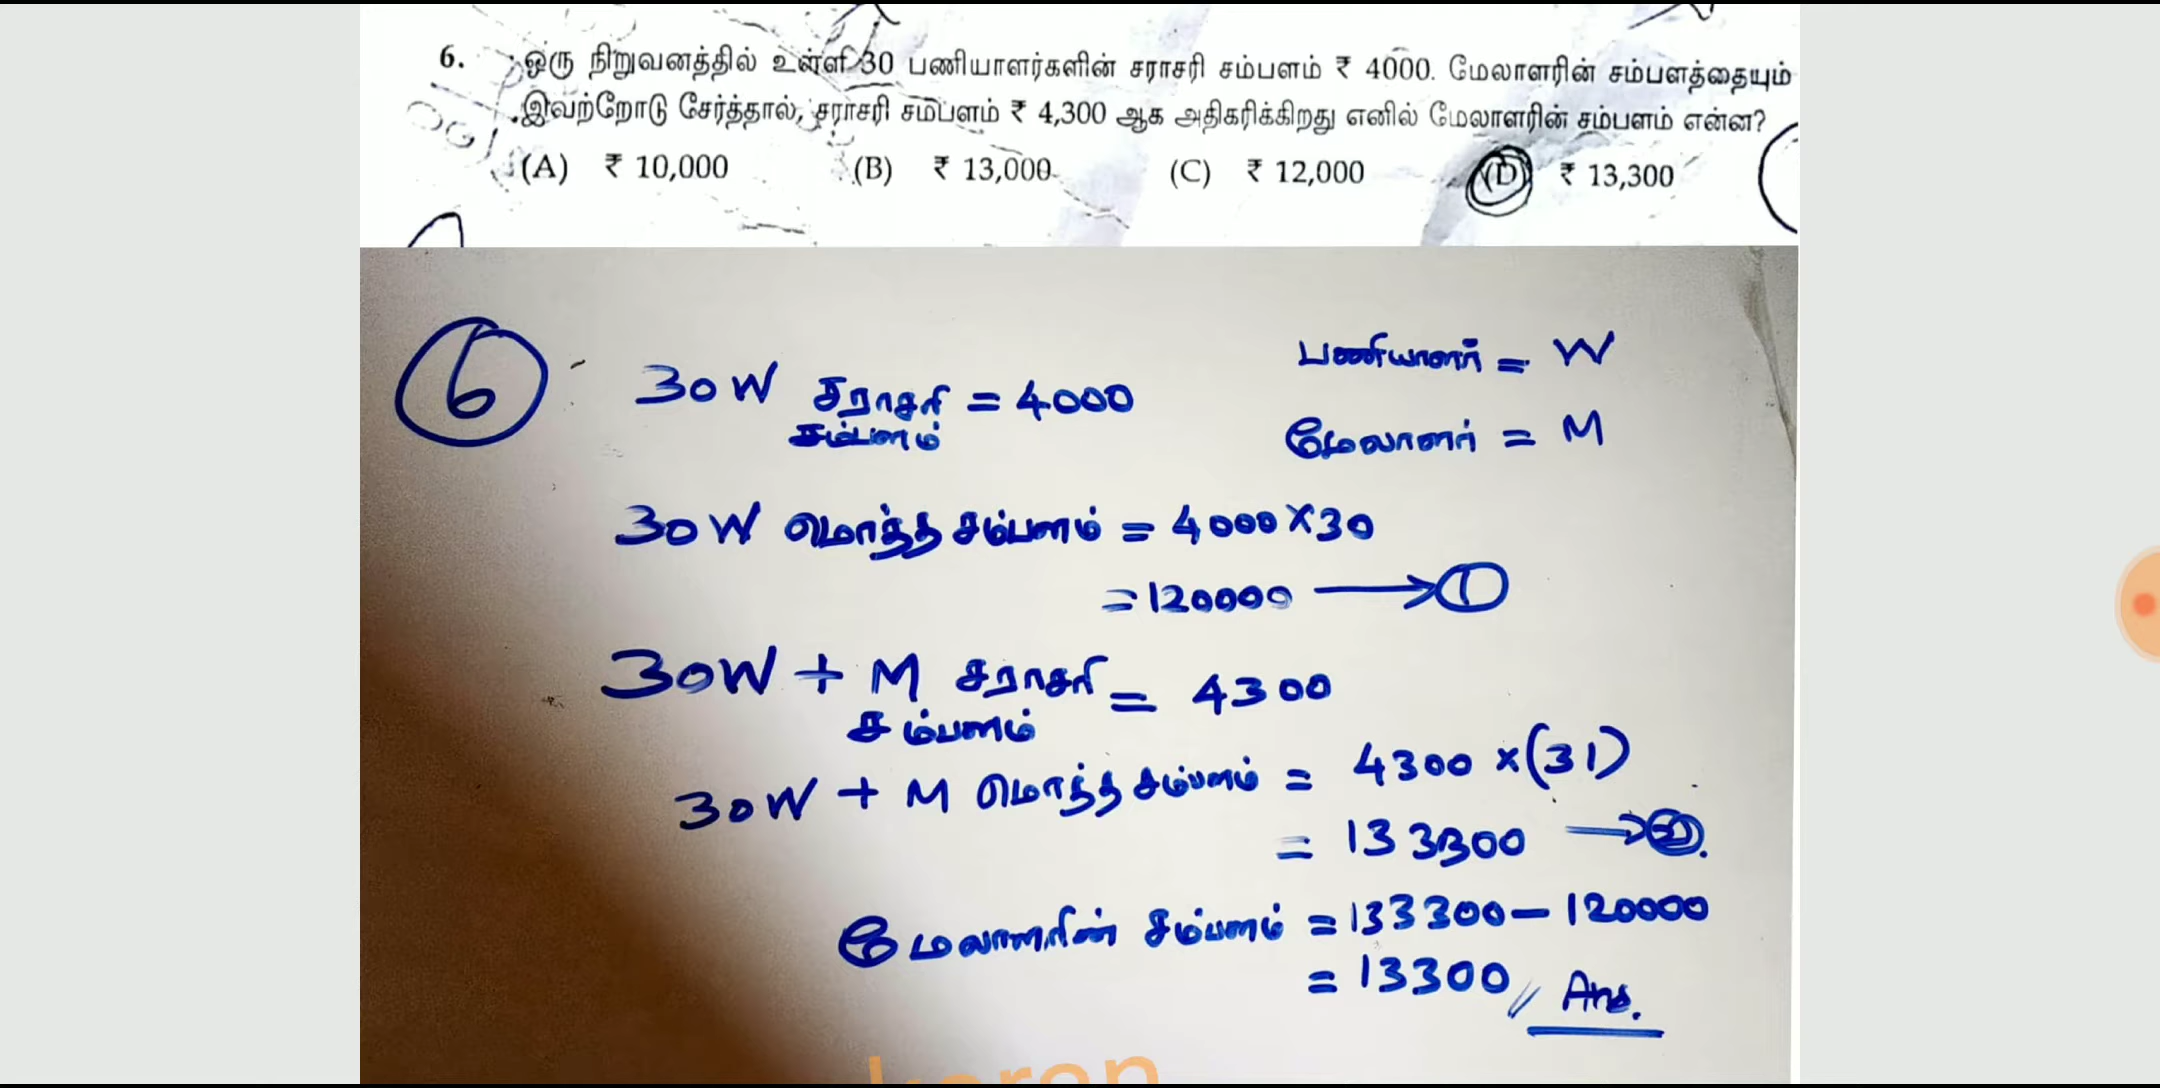 6. ஒரு நிறுவனத்தில் உள்ள 30 பணியாளர்களின் சராசரி சம்பளம் ₹ 4000. மேலாளரின் சம்பளத்தையும்
இவற்றோடு சேர்த்தால், சராசரி சம்பளம் ₹ 4,300 ஆக அதிகரிக்கிறது எனில் மேலாளரின் சம்பளம் என்ன?
(A) ₹ 10,000 (B) ₹ 13,000 (C) ₹ 12,000 (D) ₹ 13,300
6
பணியாளர் = W
30W சராசரி சம்பளம் = 4000
மேலாளர் = M
30W மொத்த சம்பளம் = 4000 × 30
= 120000 → 1
30W + M சராசரி சம்பளம் = 4300
30W + M மொத்த சம்பளம் = 4300 × (31)
= 133300 → 2.
மேலாளரின் சம்பளம் = 133300 – 120000
= 13300 // Ans.
karan